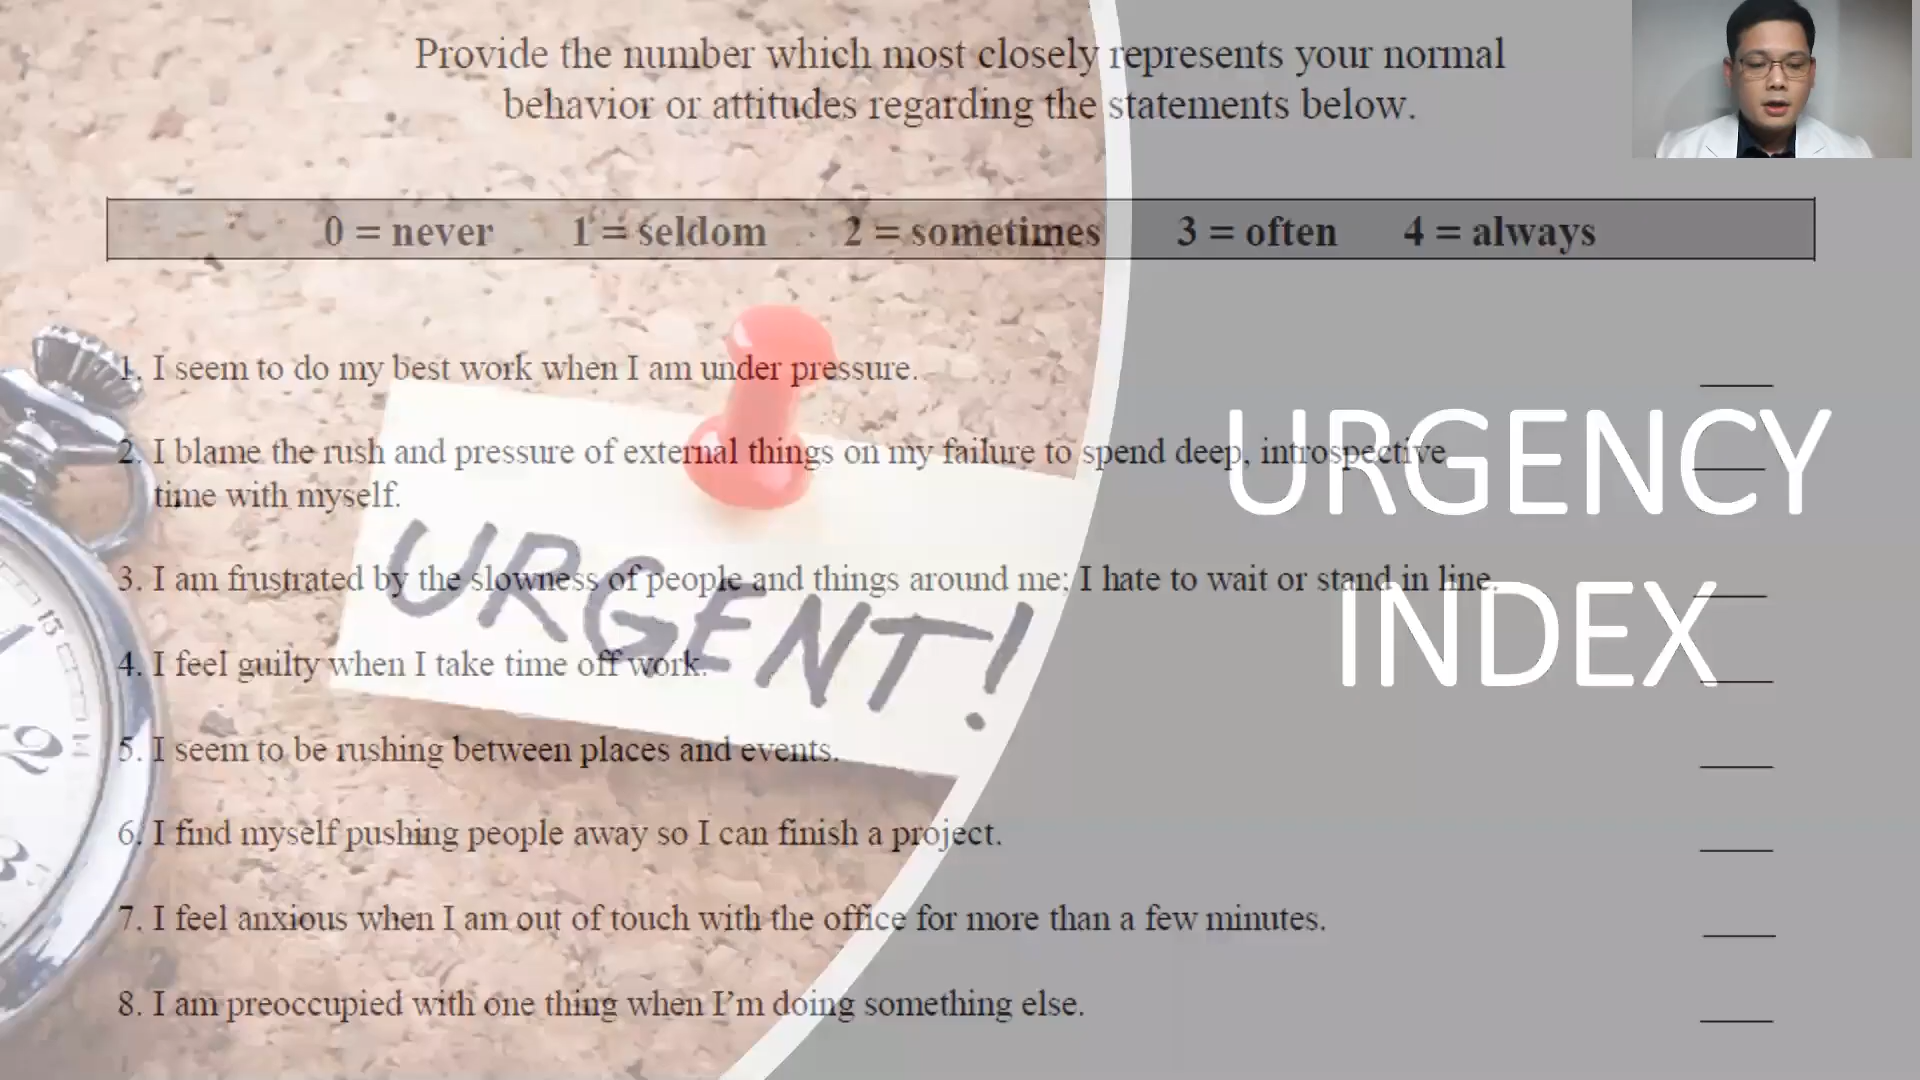 Provide the number which most closely represents your normal
behavior or attitudes regarding the statements below.
0 = never 1 = seldom 2 = sometimes 3 = often 4 = always
1. I seem to do my best work when I am under pressure.
2. I blame the rush and pressure of external things on my failure to spend deep, introspective
time with myself.
3. I am frustrated by the slowness of people and things around me; I hate to wait or stand in line.
4. I feel guilty when I take time off work.
5. I seem to be rushing between places and events.
6. I find myself pushing people away so I can finish a project.
7. I feel anxious when I am out of touch with the office for more than a few minutes.
8. I am preoccupied with one thing when I’m doing something else.
URGENCY
INDEX
URGENT!
2
3